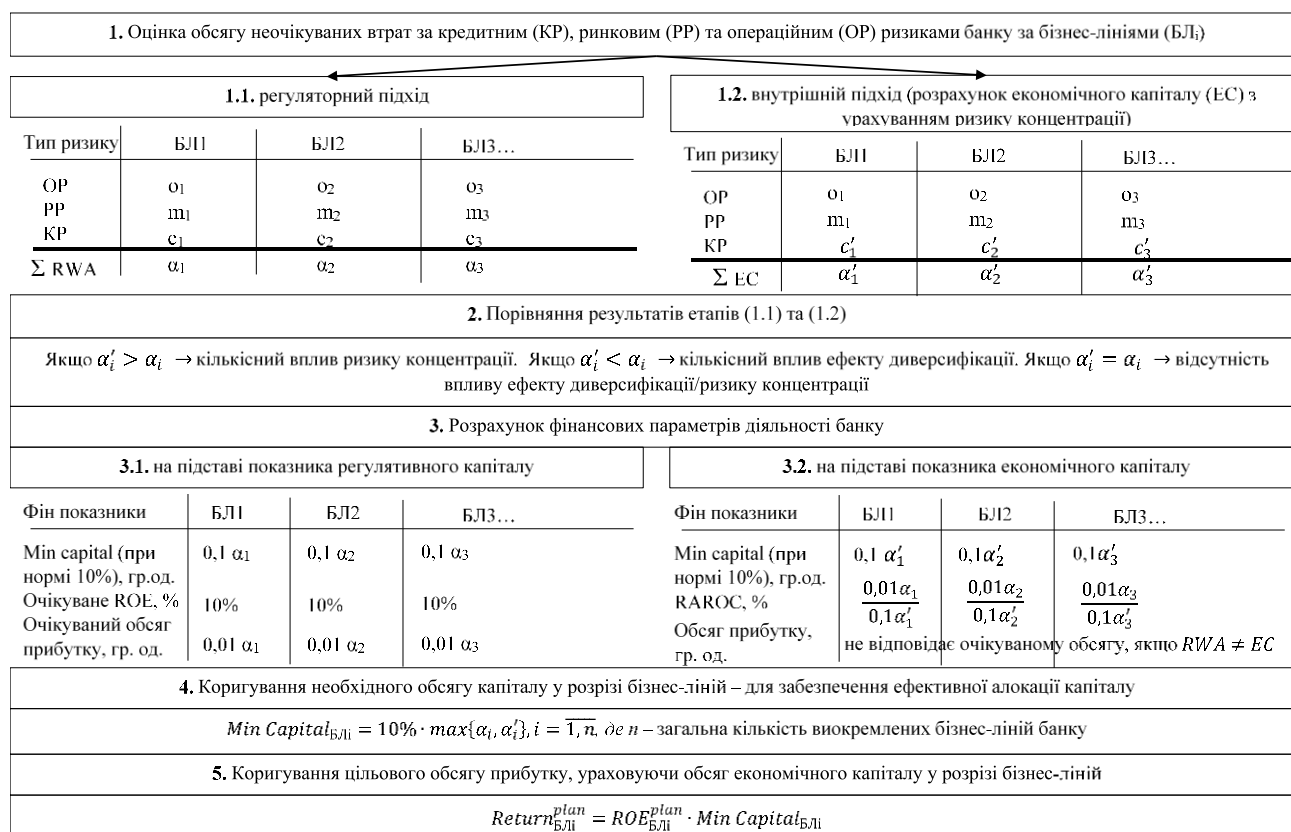 1. Оцінка обсягу неочікуваних втрат за кредитним (КР), ринковим (РР) та операційним (ОР) ризиками банку за бізнес-лініями (БЛi)
1.1. регуляторний підхід
Тип ризику БЛ1 БЛ2 БЛ3…
ОР o1 o2 o3
РР m1 m2 m3
КР c1 c2 c3
Σ RWA α1 α2 α3
1.2. внутрішній підхід (розрахунок економічного капіталу (ЕС) з
урахуванням ризику концентрації)
Тип ризику БЛ1 БЛ2 БЛ3…
ОР o1 o2 o3
РР m1 m2 m3
КР c′1 c′2 c′3
Σ EC α′1 α′2 α′3
2. Порівняння результатів етапів (1.1) та (1.2)
Якщо α′i > αi → кількісний вплив ризику концентрації. Якщо α′i < αi → кількісний вплив ефекту диверсифікації. Якщо α′i = αi → відсутність
впливу ефекту диверсифікації/ризику концентрації
3. Розрахунок фінансових параметрів діяльності банку
3.1. на підставі показника регулятивного капіталу
Фін показники БЛ1 БЛ2 БЛ3…
Min capital (при 0,1 α1 0,1 α2 0,1 α3
нормі 10%), гр.од.
Очікуване ROE, % 10% 10% 10%
Очікуваний обсяг
прибутку, гр. од. 0,01 α1 0,01 α2 0,01 α3
3.2. на підставі показника економічного капіталу
Фін показники БЛ1 БЛ2 БЛ3…
Min capital (при 0,1 α′1 0,1α′2 0,1α′3
нормі 10%), гр.од.
RAROC, % 0,01α1/0,1α′1 0,01α2/0,1α′2 0,01α3/0,1α′3
Обсяг прибутку,
гр. од. не відповідає очікуваному обсягу, якщо RWA ≠ EC
4. Коригування необхідного обсягу капіталу у розрізі бізнес-ліній – для забезпечення ефективної алокації капіталу
Min CapitalБЛi = 10% · max{αi, α′i}, i = 1, n, де n – загальна кількість виокремлених бізнес-ліній банку
5. Коригування цільового обсягу прибутку, ураховуючи обсяг економічного капіталу у розрізі бізнес-ліній
Return plan БЛi = ROE plan БЛi · Min CapitalБЛi